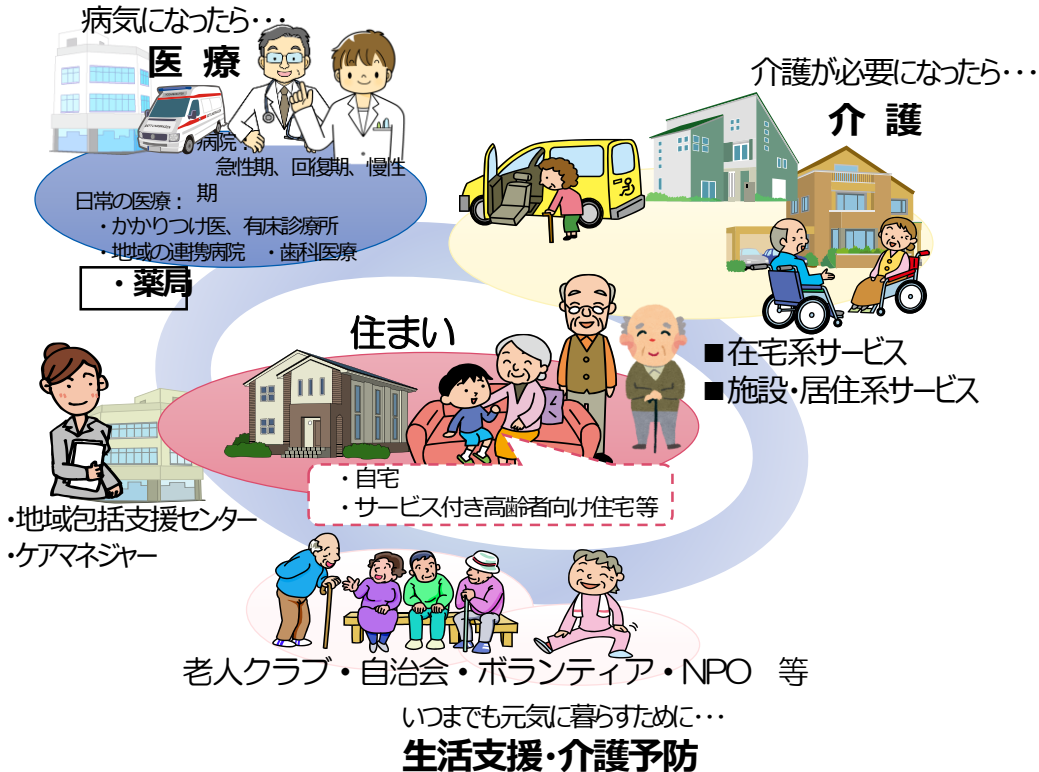 病気になったら・・・
医 療
病院：
急性期、回復期、慢性
期
日常の医療：
・かかりつけ医、有床診療所
・地域の連携病院　・歯科医療
・薬局
介護が必要になったら・・・
介 護
■在宅系サービス
■施設・居住系サービス
住まい
・自宅
・サービス付き高齢者向け住宅等
・地域包括支援センター
・ケアマネジャー
老人クラブ・自治会・ボランティア・NPO　等
いつまでも元気に暮らすために・・・
生活支援・介護予防